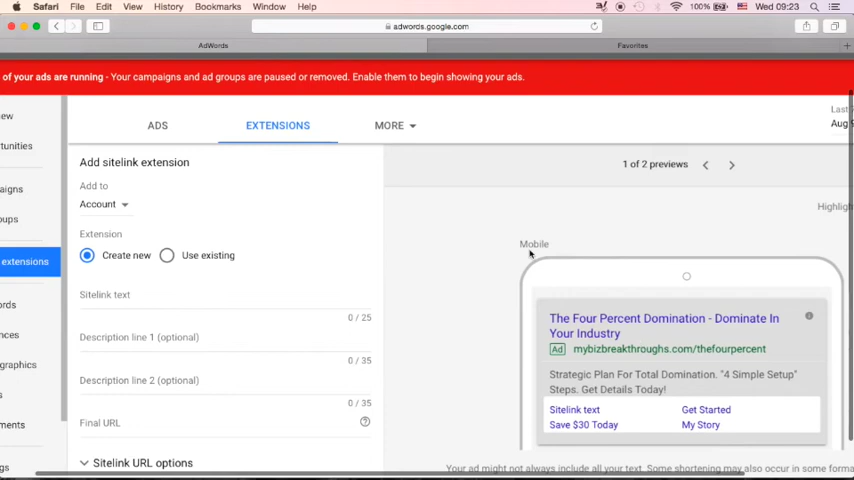 Safari File Edit View History Bookmarks Window Help 100% Wed 09:23
adwords.google.com
AdWords Favorites
of your ads are running - Your campaigns and ad groups are paused or removed. Enable them to begin showing your ads.
ADS EXTENSIONS MORE
Last
Aug 9
ew
tunities
aigns
oups
extensions
ords
nces
graphics
s
ments
gs
Add sitelink extension
Add to
Account
Extension
Create new Use existing
Sitelink text
0 / 25
Description line 1 (optional)
0 / 35
Description line 2 (optional)
0 / 35
Final URL
Sitelink URL options
1 of 2 previews
Highligh
Mobile
The Four Percent Domination - Dominate In
Your Industry
Ad mybizbreakthroughs.com/thefourpercent
Strategic Plan For Total Domination. "4 Simple Setup"
Steps. Get Details Today!
Sitelink text Get Started
Save $30 Today My Story
Your ad might not always include all your text. Some shortening may also occur in some forma